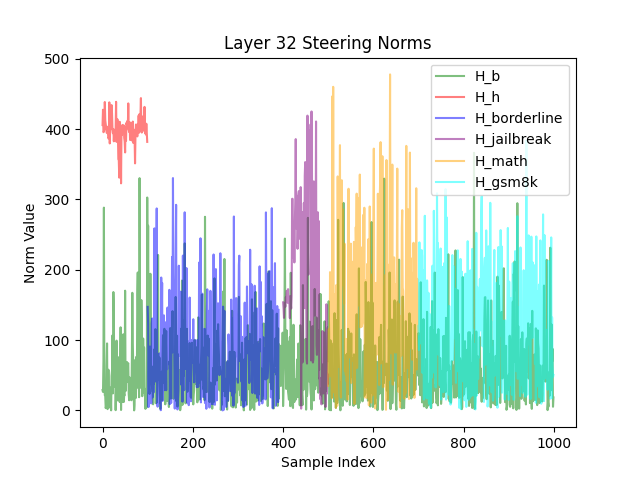 Layer 32 Steering Norms
500
400
300
200
100
0
Norm Value
H_b
H_h
H_borderline
H_jailbreak
H_math
H_gsm8k
0 200 400 600 800 1000
Sample Index